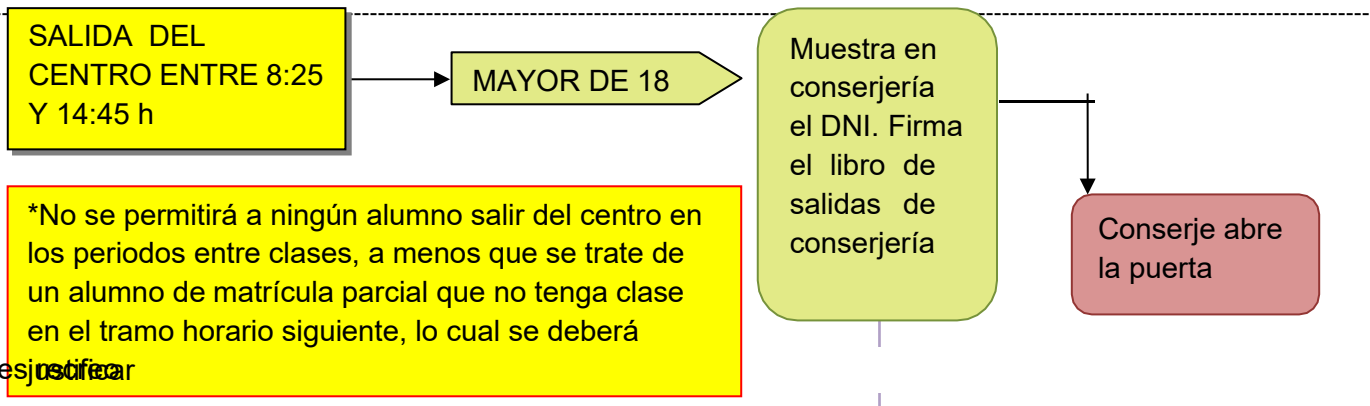 SALIDA DEL
CENTRO ENTRE 8:25
Y 14:45 h
MAYOR DE 18
Muestra en
conserjería
el DNI. Firma
el libro de
salidas de
conserjería
Conserje abre
la puerta
*No se permitirá a ningún alumno salir del centro en
los periodos entre clases, a menos que se trate de
un alumno de matrícula parcial que no tenga clase
en el tramo horario siguiente, lo cual se deberá
justificar